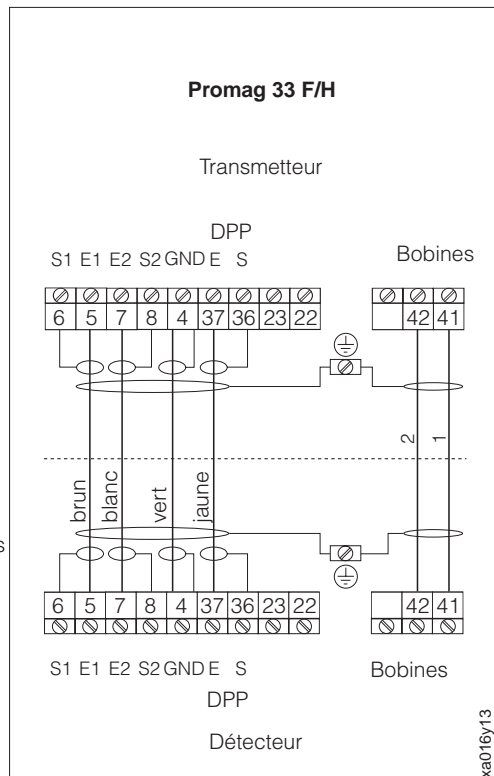 Promag 33 F/H
Transmetteur
DPP
Bobines
S1 E1 E2 S2 GND E S
6 5 7 8 4 37 36 23 22
42 41
2
1
brun
blanc
vert
jaune
s
6 5 7 8 4 37 36 23 22
42 41
S1 E1 E2 S2 GND E S
Bobines
DPP
Détecteur
xa016y13